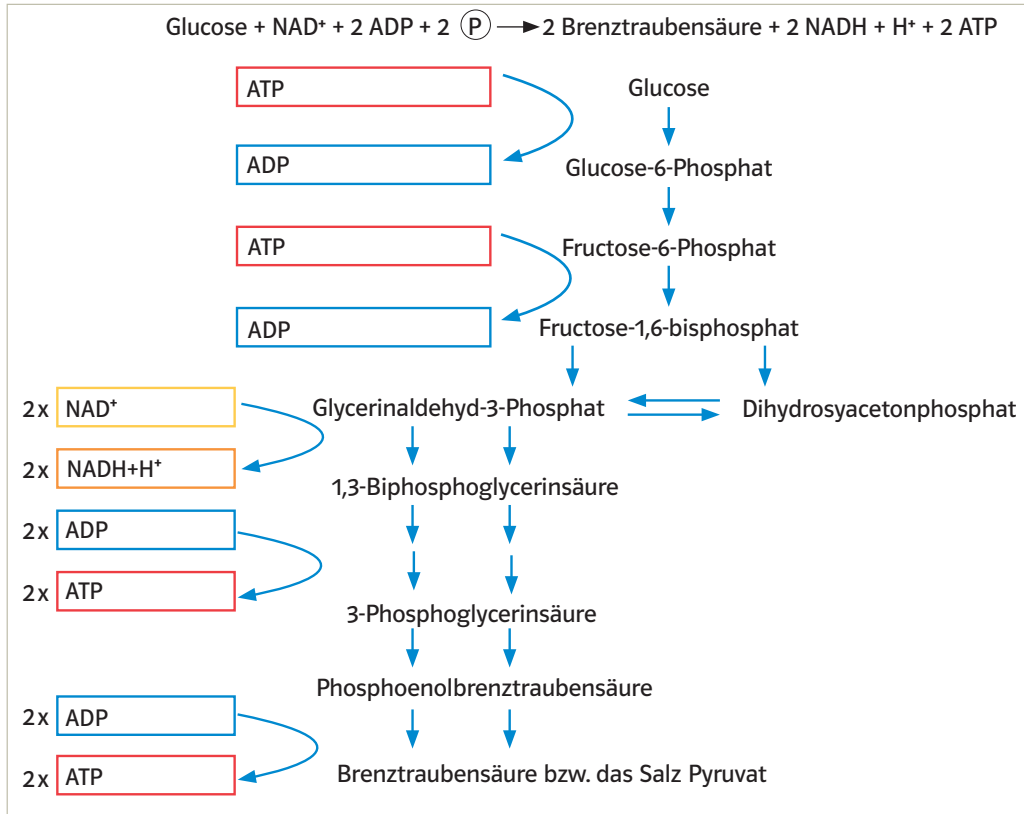 Glucose + NAD⁺ + 2 ADP + 2 P → 2 Brenztraubensäure + 2 NADH + H⁺ + 2 ATP
ATP
Glucose
ADP
Glucose-6-Phosphat
ATP
Fructose-6-Phosphat
ADP
Fructose-1,6-bisphosphat
2x NAD⁺
Glycerinaldehyd-3-Phosphat
Dihydrosyacetonphosphat
2x NADH+H⁺
1,3-Biphosphoglycerinsäure
2x ADP
2x ATP
3-Phosphoglycerinsäure
Phosphoenolbrenztraubensäure
2x ADP
2x ATP
Brenztraubensäure bzw. das Salz Pyruvat